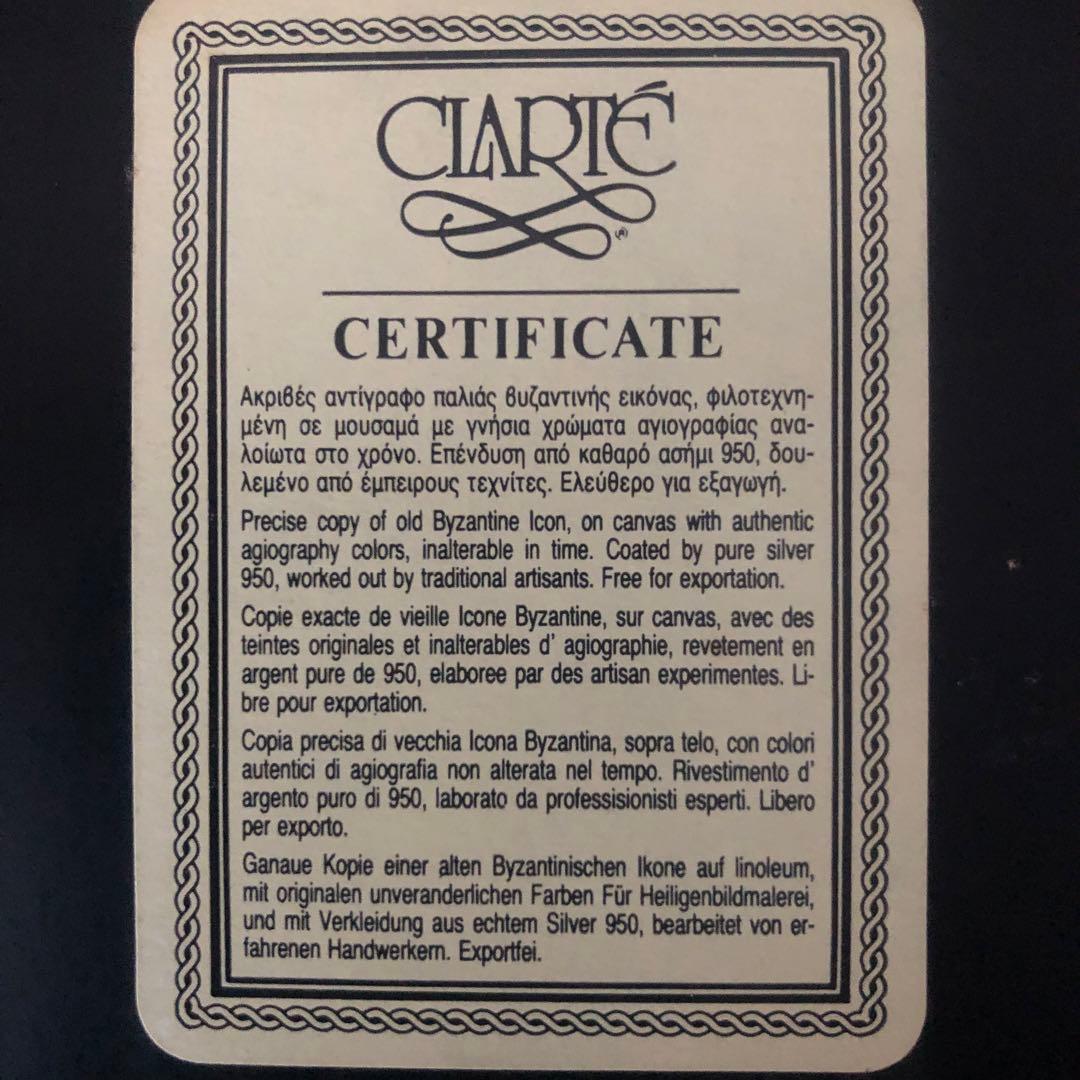 CLARTÉ
®
CERTIFICATE
Ακριβές αντίγραφο παλιάς βυζαντινής εικόνας, φιλοτεχνη-
μένη σε μουσαμά με γνήσια χρώματα αγιογραφίας ανα-
λοίωτα στο χρόνο. Επένδυση από καθαρό ασήμι 950, δου-
λεμένο από έμπειρους τεχνίτες. Ελεύθερο για εξαγωγή.
Precise copy of old Byzantine Icon, on canvas with authentic
agiography colors, inalterable in time. Coated by pure silver
950, worked out by traditional artisants. Free for exportation.
Copie exacte de vieille Icone Byzantine, sur canvas, avec des
teintes originales et inalterables d' agiographie, revetement en
argent pure de 950, elaboree par des artisan experimentes. Li-
bre pour exportation.
Copia precisa di vecchia Icona Byzantina, sopra telo, con colori
autentici di agiografia non alterata nel tempo. Rivestimento d'
argento puro di 950, laborato da professisionisti esperti. Libero
per exporto.
Ganaue Kopie einer alten Byzantinischen Ikone auf linoleum,
mit originalen unveranderlichen Farben Für Heiligenbildmalerei,
und mit Verkleidung aus echtem Silver 950, bearbeitet von er-
fahrenen Handwerkern. Exportfei.